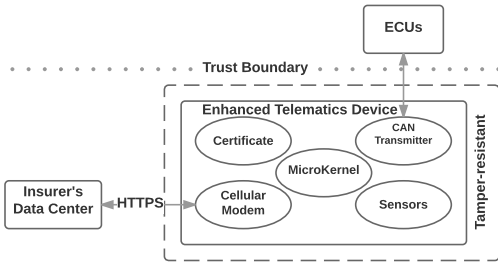 ECUs
Trust Boundary
Enhanced Telematics Device
Certificate
CAN
Transmitter
MicroKernel
Cellular
Modem
Sensors
Tamper-resistant
Insurer's
Data Center
HTTPS